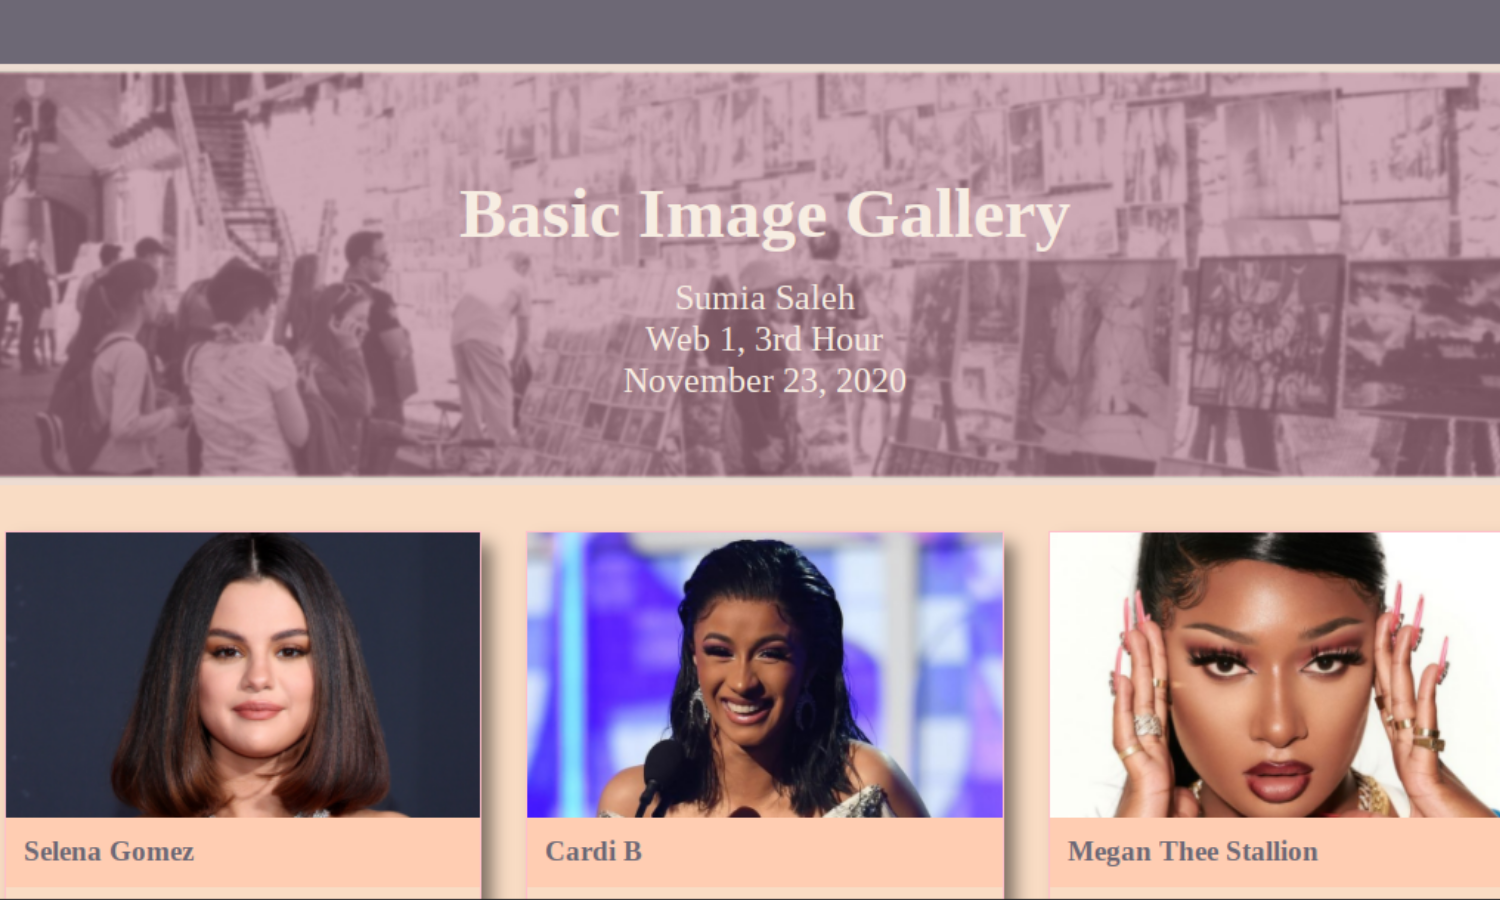 Basic Image Gallery
Sumia Saleh
Web 1, 3rd Hour
November 23, 2020
Selena Gomez
Cardi B
Megan Thee Stallion